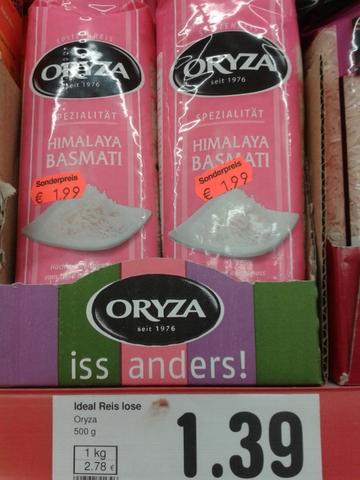 SPITZENREIS
ORYZA
seit 1976
SPEZIALITÄT
HIMALAYA
BASMATI
Sonderpreis
€ 1.99
ORYZA
seit 1976
SPEZIALITÄT
HIMALAYA
BASMATI
Sonderpreis
€ 1.99
ORYZA
seit 1976
iss anders!
Ideal Reis lose
Oryza
500 g
1 kg
2.78 €
1.39